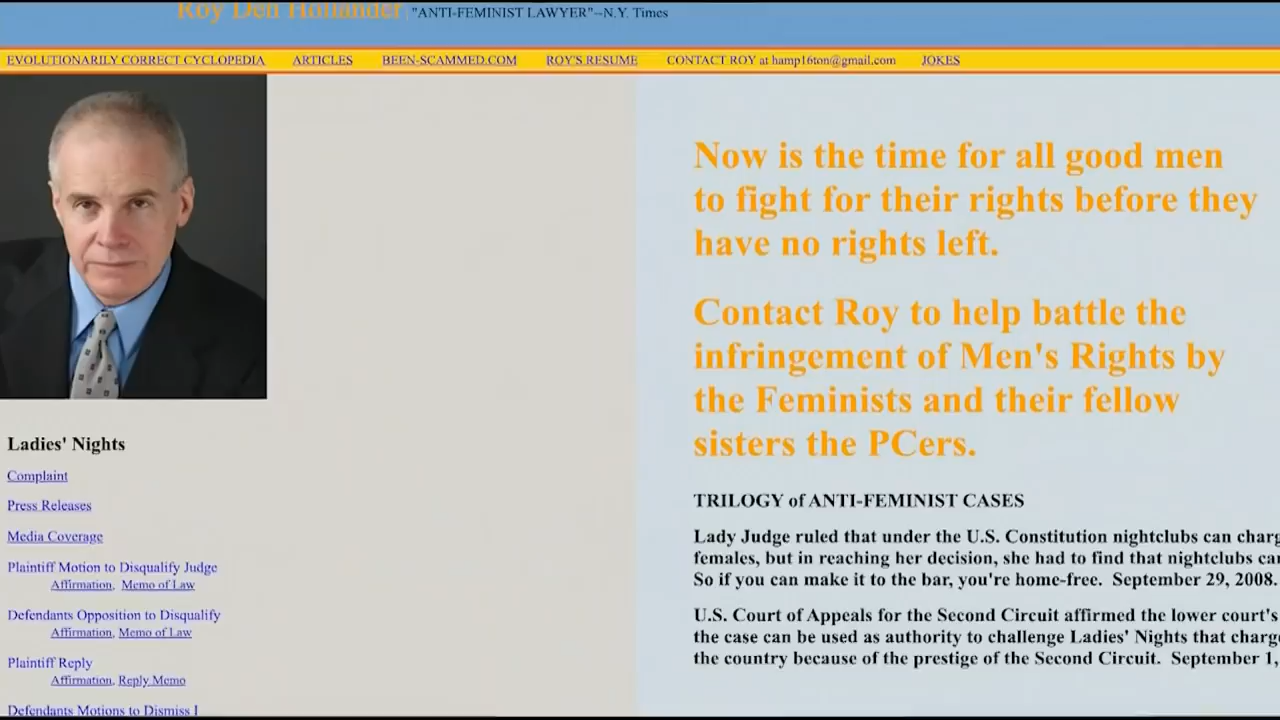 Roy Den Hollander "ANTI-FEMINIST LAWYER"--N.Y. Times
EVOLUTIONARILY CORRECT CYCLOPEDIA ARTICLES BEEN-SCAMMED.COM ROY'S RESUME CONTACT ROY at hamp16ton@gmail.com JOKES
Ladies' Nights
Complaint
Press Releases
Media Coverage
Plaintiff Motion to Disqualify Judge
Affirmation, Memo of Law
Defendants Opposition to Disqualify
Affirmation, Memo of Law
Plaintiff Reply
Affirmation, Reply Memo
Defendants Motions to Dismiss I
Now is the time for all good men
to fight for their rights before they
have no rights left.
Contact Roy to help battle the
infringement of Men's Rights by
the Feminists and their fellow
sisters the PCers.
TRILOGY of ANTI-FEMINIST CASES
Lady Judge ruled that under the U.S. Constitution nightclubs can charg
females, but in reaching her decision, she had to find that nightclubs ca
So if you can make it to the bar, you're home-free. September 29, 2008.
U.S. Court of Appeals for the Second Circuit affirmed the lower court's
the case can be used as authority to challenge Ladies' Nights that charg
the country because of the prestige of the Second Circuit. September 1,